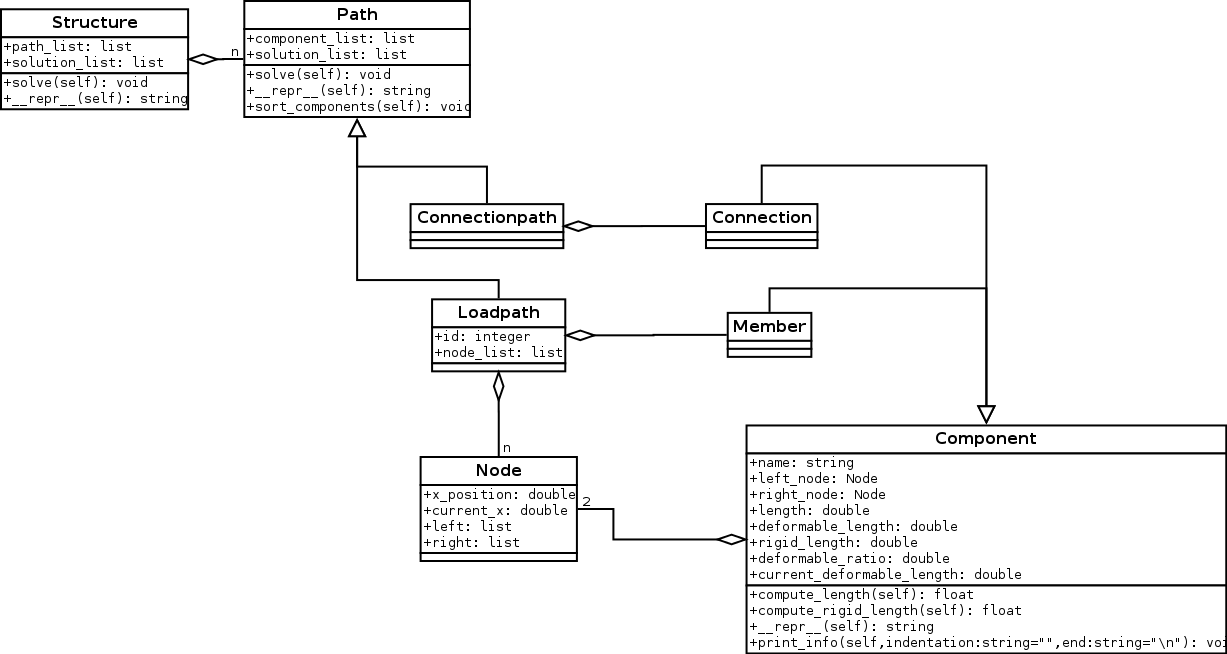 Structure
+path_list: list
+solution_list: list
+solve(self): void
+__repr__(self): string
n
Path
+component_list: list
+solution_list: list
+solve(self): void
+__repr__(self): string
+sort_components(self): void
Connectionpath
Connection
Loadpath
+id: integer
+node_list: list
Member
n
Node
+x_position: double
+current_x: double
+left: list
+right: list
2
Component
+name: string
+left_node: Node
+right_node: Node
+length: double
+deformable_length: double
+rigid_length: double
+deformable_ratio: double
+current_deformable_length: double
+compute_length(self): float
+compute_rigid_length(self): float
+__repr__(self): string
+print_info(self,indentation:string="",end:string="\n"): voi